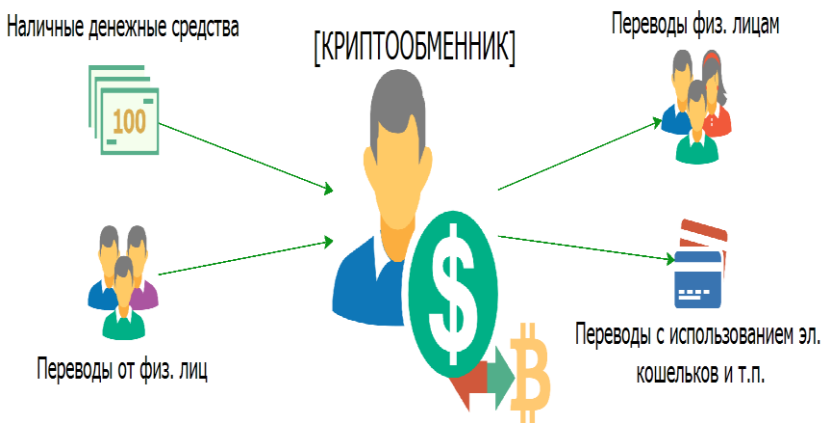 Наличные денежные средства
[КРИПТООБМЕННИК]
Переводы физ. лицам
100
$
Переводы от физ. лиц
Переводы с использованием эл.
кошельков и т.п.